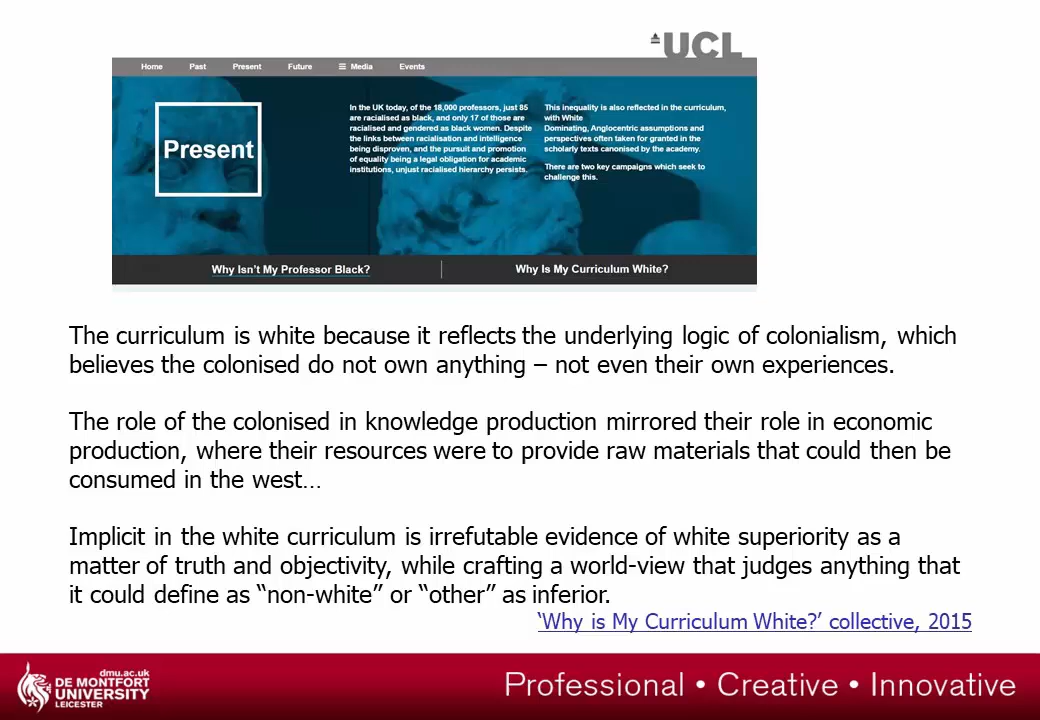 UCL
Home Past Present Future Media Events
Present
In the UK today, of the 18,000 professors, just 85
are racialised as black, and only 17 of those are
racialised and gendered as black women. Despite
the links between racialisation and intelligence
being disproven, and the pursuit and promotion
of equality being a legal obligation for academic
institutions, unjust racialised hierarchy persists.
This inequality is also reflected in the curriculum,
with White
Dominating, Anglocentric assumptions and
perspectives often taken for granted in the
scholarly texts canonised by the academy.
There are two key campaigns which seek to
challenge this.
Why Isn't My Professor Black?
Why Is My Curriculum White?
The curriculum is white because it reflects the underlying logic of colonialism, which
believes the colonised do not own anything – not even their own experiences.
The role of the colonised in knowledge production mirrored their role in economic
production, where their resources were to provide raw materials that could then be
consumed in the west…
Implicit in the white curriculum is irrefutable evidence of white superiority as a
matter of truth and objectivity, while crafting a world-view that judges anything that
it could define as “non-white” or “other” as inferior.
‘Why is My Curriculum White?’ collective, 2015
dmu.ac.uk
DE MONTFORT
UNIVERSITY
LEICESTER
Professional • Creative • Innovative